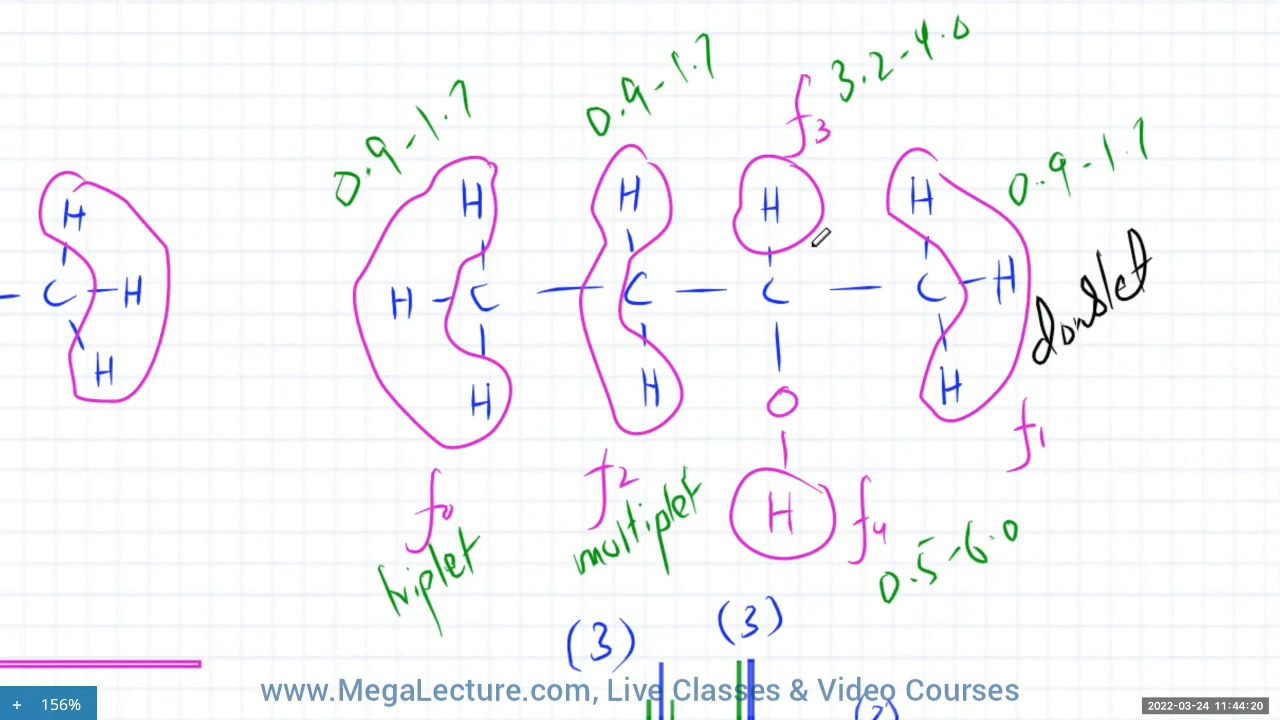 0.9-1.7
0.9-1.7
f3
3.2-4.0
0.9-1.7
H H H H H
H C H H C C C H
H H H O H
doublet
f0
triplet
f2
multiplet
H
f4
0.5-6.0
f1
(3)
(3)
www.MegaLecture.com, Live Classes & Video Courses
+ 156%
2022-03-24 11:44:20